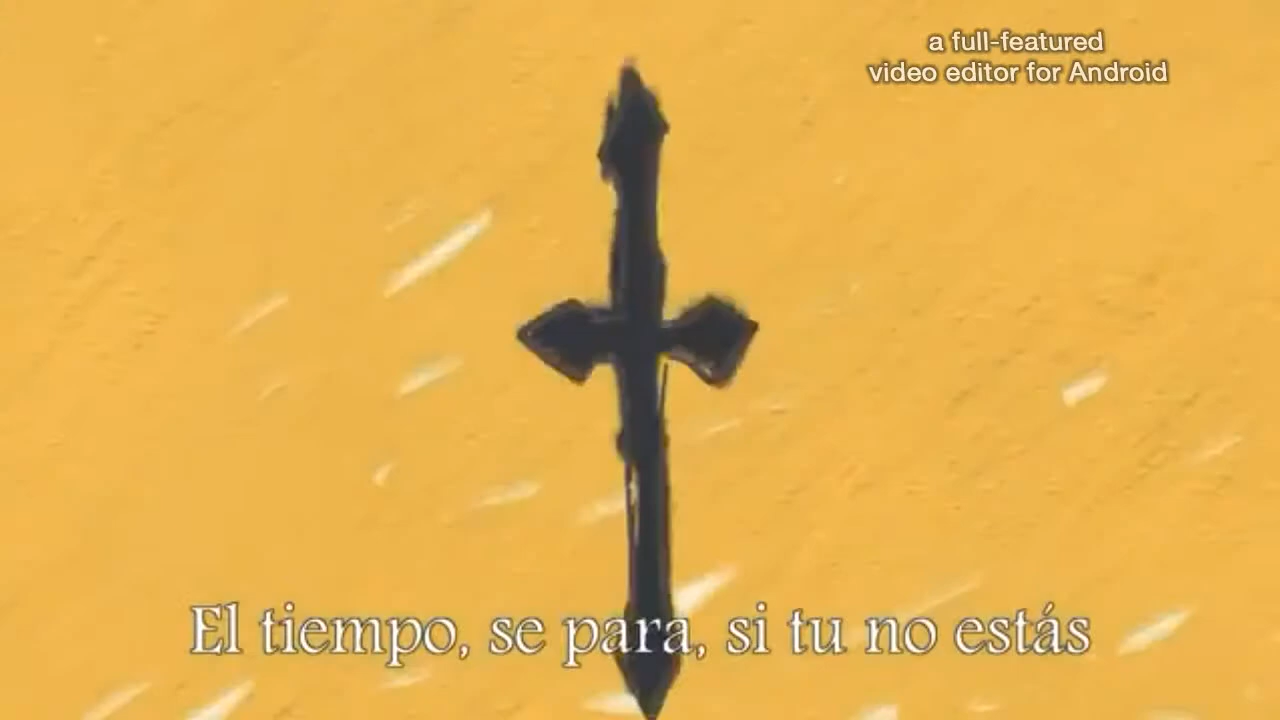 a full-featured
video editor for Android
El tiempo, se para, si tu no estás